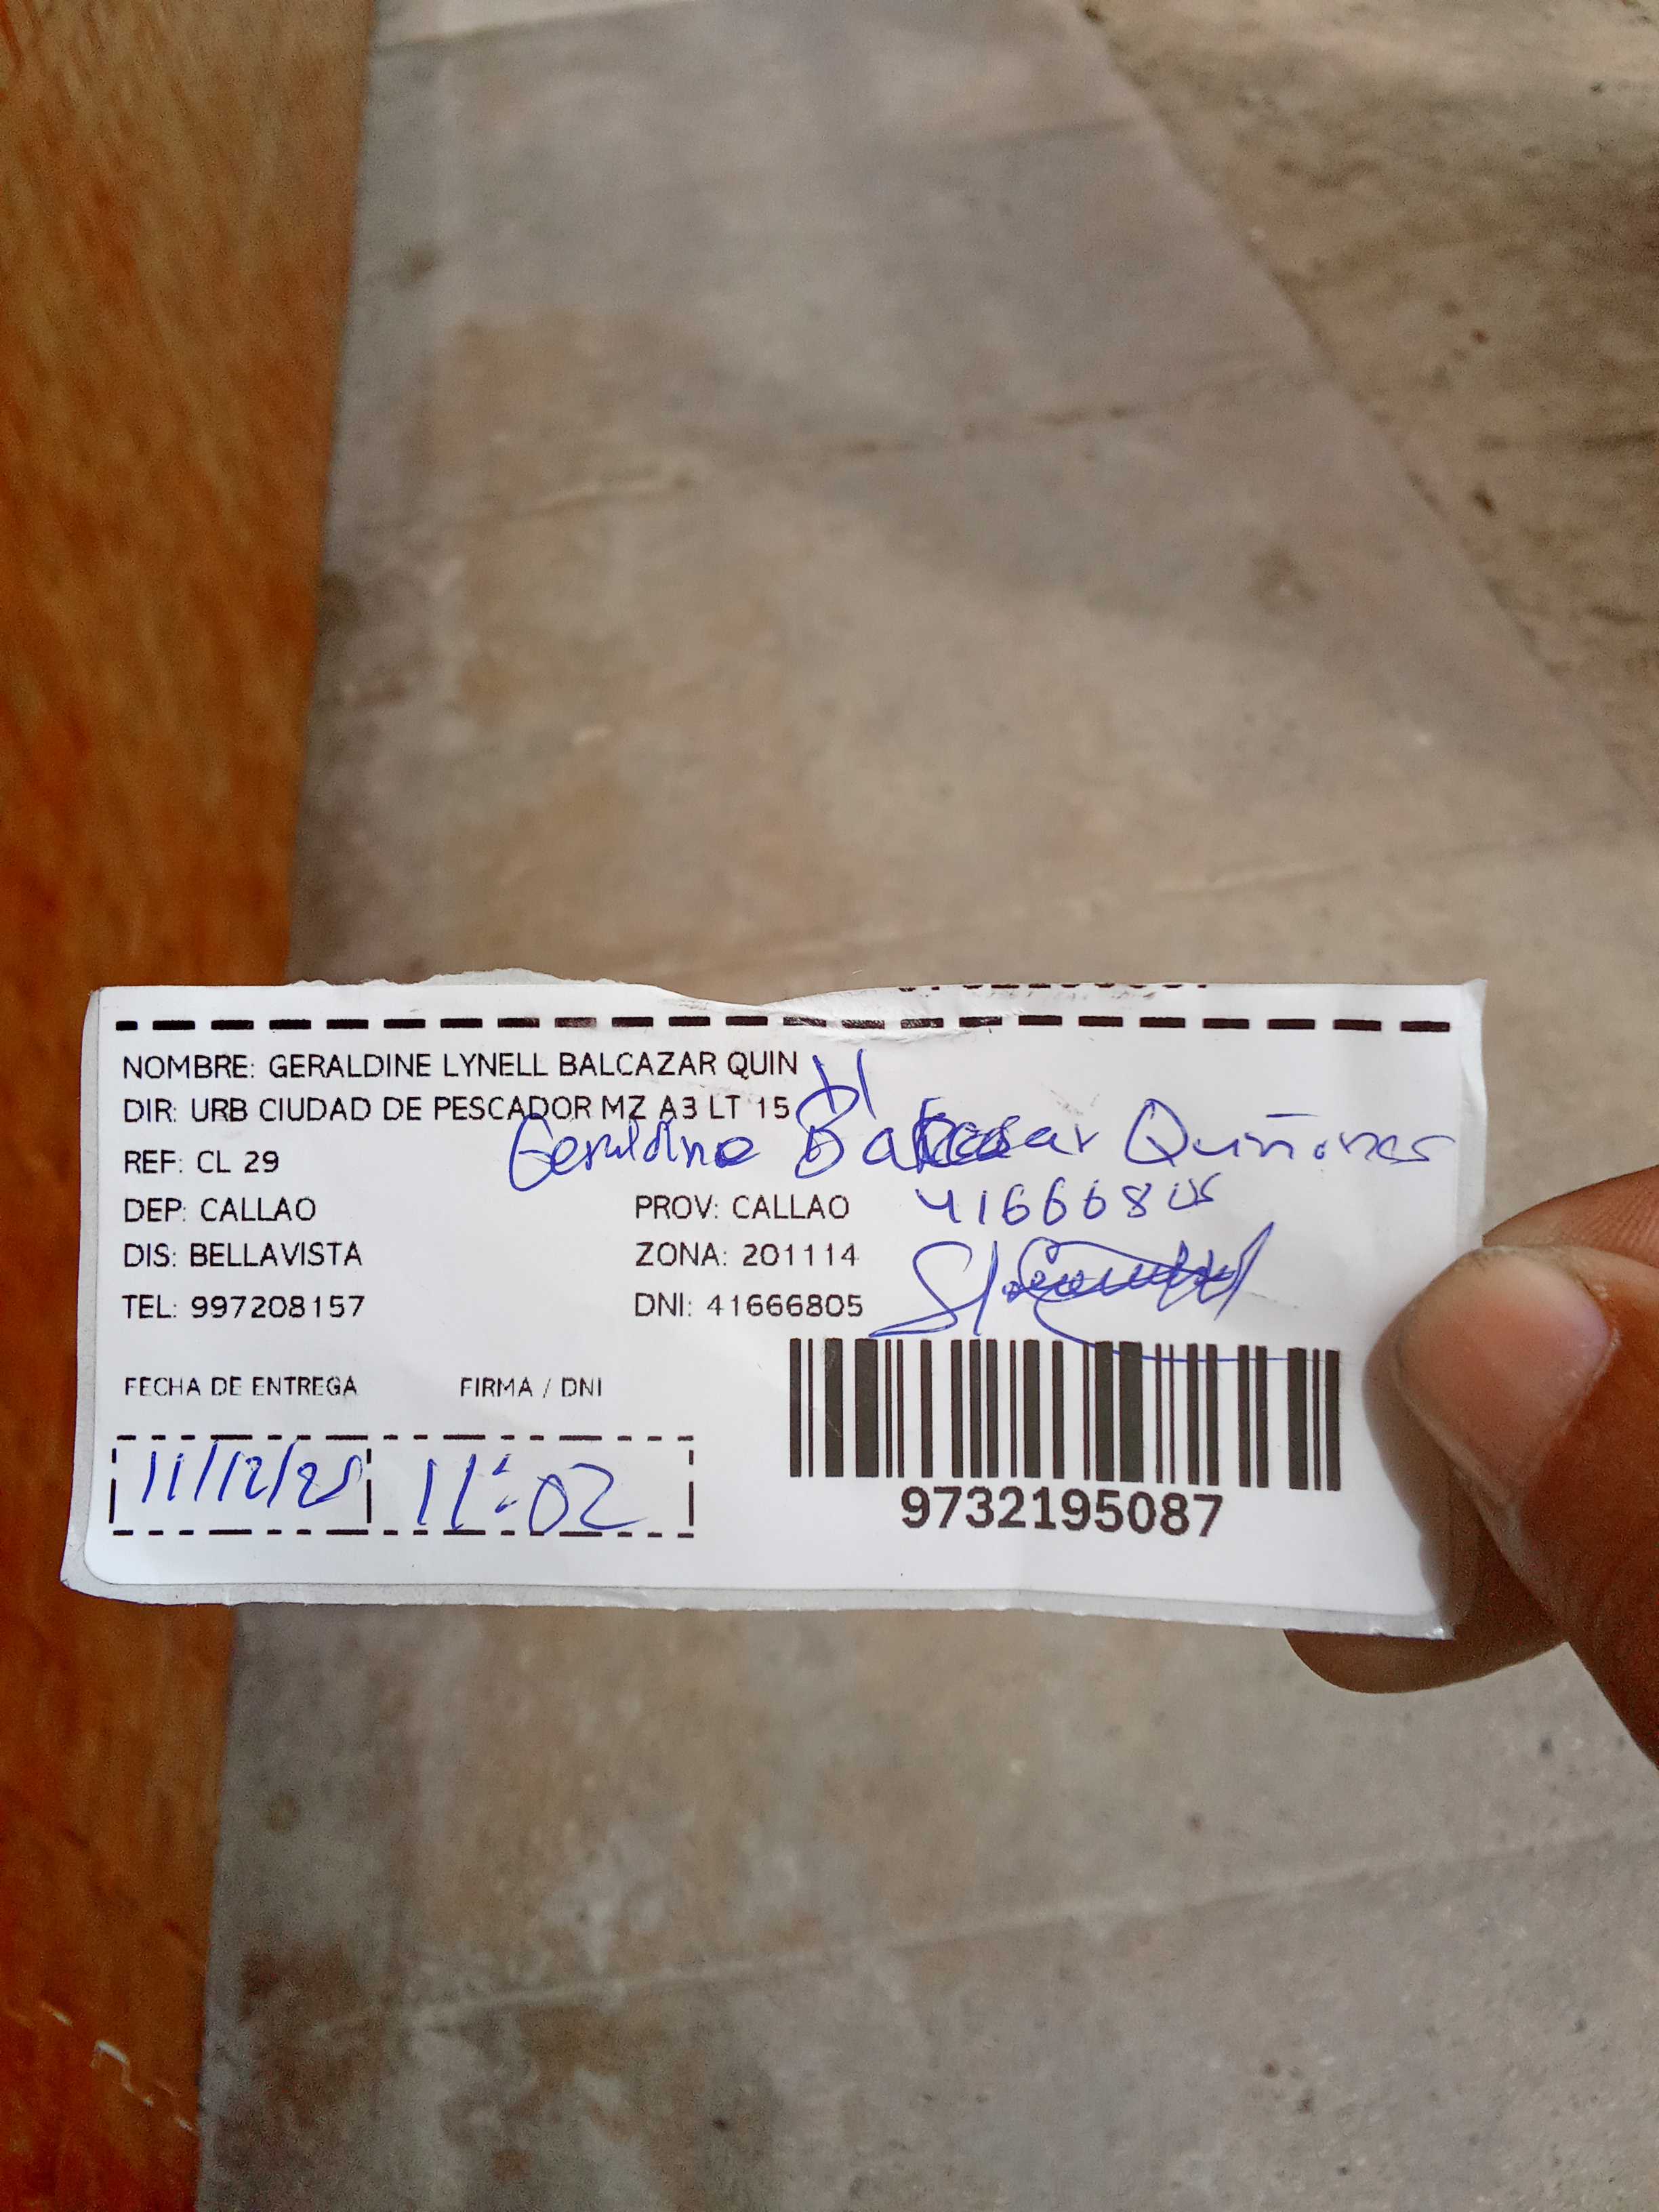 NOMBRE: GERALDINE LYNELL BALCAZAR QUIN
DIR: URB CIUDAD DE PESCADOR MZ A3 LT 15
Geraldine Balcasar Quiñones
REF: CL 29
DEP: CALLAO PROV: CALLAO 41666805
DIS: BELLAVISTA ZONA: 201114
TEL: 997208157 DNI: 41666805
FECHA DE ENTREGA FIRMA / DNI
11/12/25 11:02
9732195087